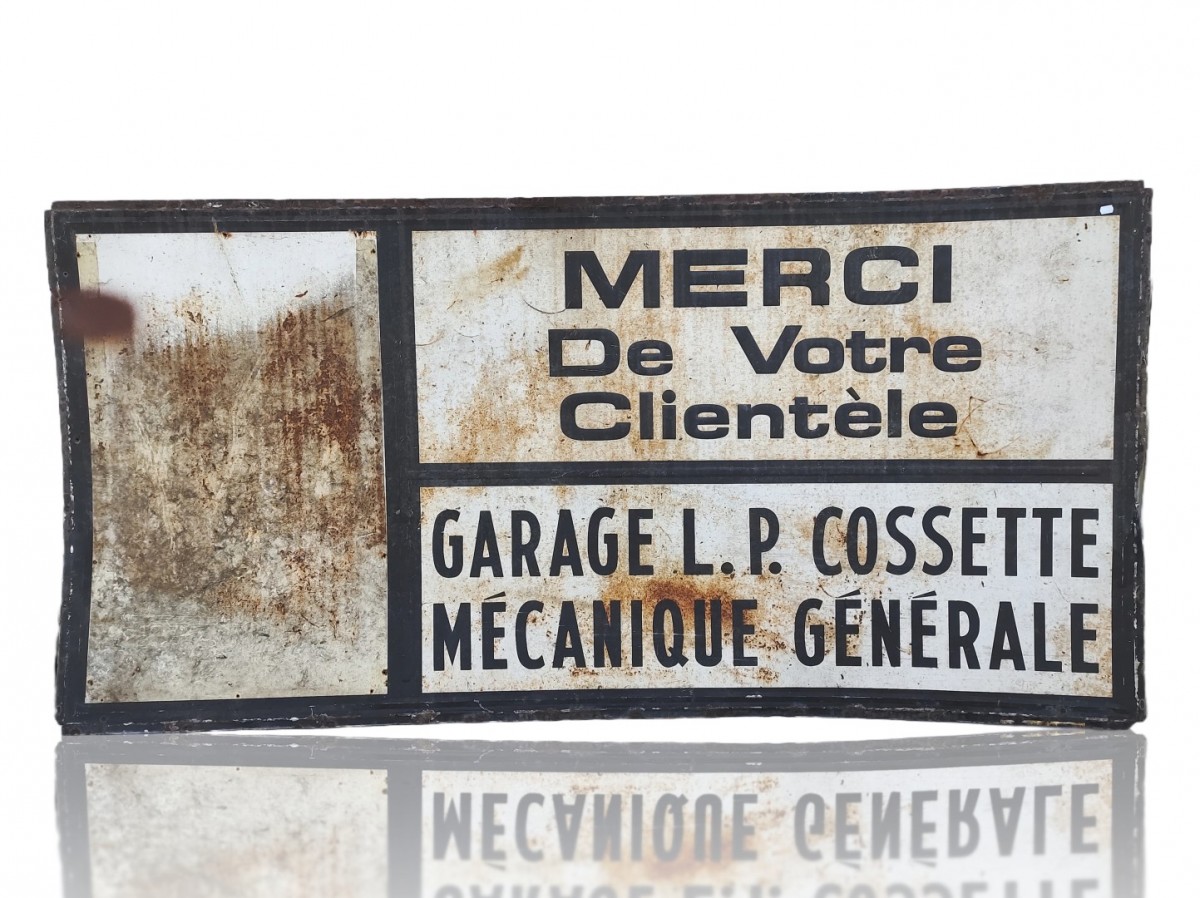 MERCI
De Votre
Clientèle
GARAGE L. P. COSSETTE
MÉCANIQUE GÉNÉRALE